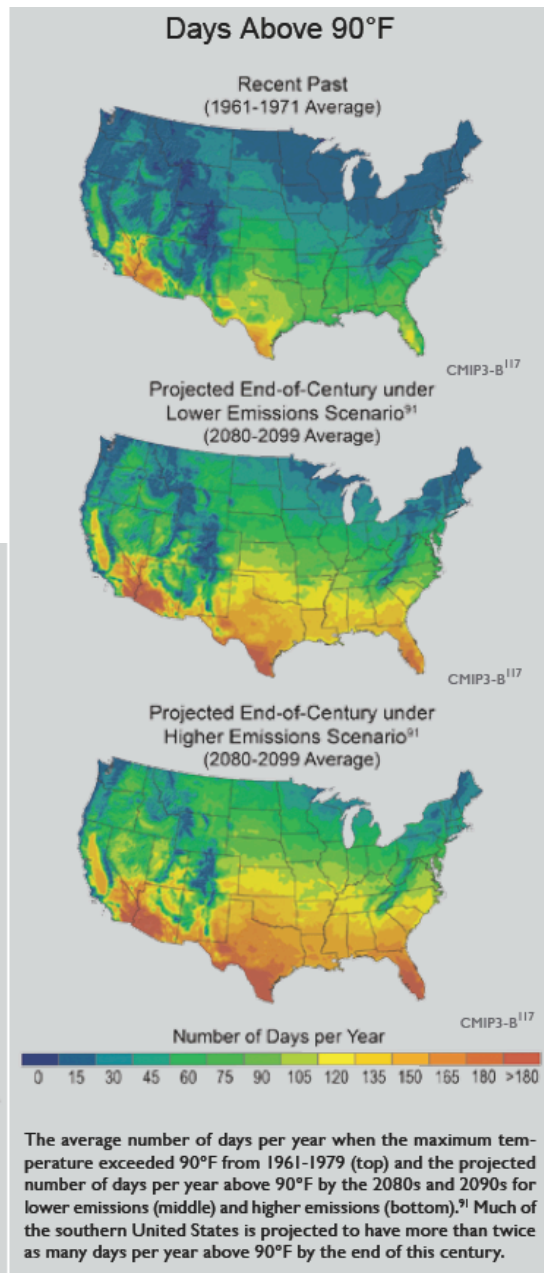 Days Above 90°F
Recent Past
(1961-1971 Average)
CMIP3-B117
Projected End-of-Century under
Lower Emissions Scenario91
(2080-2099 Average)
CMIP3-B117
Projected End-of-Century under
Higher Emissions Scenario91
(2080-2099 Average)
CMIP3-B117
Number of Days per Year
0 15 30 45 60 75 90 105 120 135 150 165 180 >180
The average number of days per year when the maximum tem-
perature exceeded 90°F from 1961-1979 (top) and the projected
number of days per year above 90°F by the 2080s and 2090s for
lower emissions (middle) and higher emissions (bottom).91 Much of
the southern United States is projected to have more than twice
as many days per year above 90°F by the end of this century.